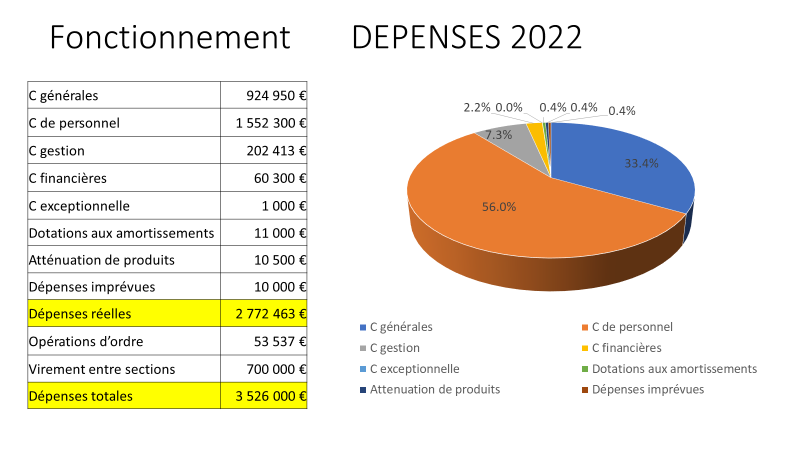 Fonctionnement DEPENSES 2022
C générales 924 950 €
C de personnel 1 552 300 €
C gestion 202 413 €
C financières 60 300 €
C exceptionnelle 1 000 €
Dotations aux amortissements 11 000 €
Atténuation de produits 10 500 €
Dépenses imprévues 10 000 €
Dépenses réelles 2 772 463 €
Opérations d’ordre 53 537 €
Virement entre sections 700 000 €
Dépenses totales 3 526 000 €
2.2% 0.0% 0.4% 0.4% 0.4%
7.3%
33.4%
56.0%
C générales C de personnel
C gestion C financières
C exceptionnelle Dotations aux amortissements
Attenuation de produits Dépenses imprévues